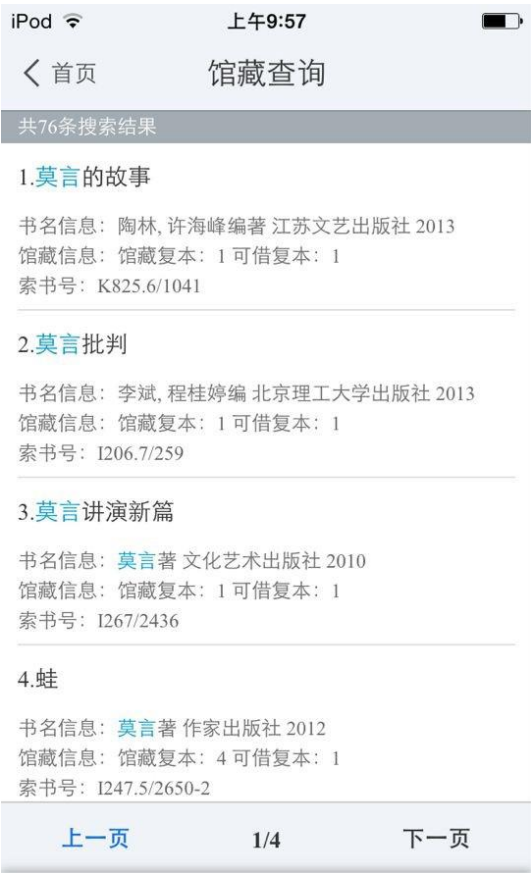 iPod 上午9:57
首页 馆藏查询
共76条搜索结果
1.莫言的故事
书名信息：陶林, 许海峰编著 江苏文艺出版社 2013
馆藏信息：馆藏复本：1 可借复本：1
索书号：K825.6/1041
2.莫言批判
书名信息：李斌, 程桂婷编 北京理工大学出版社 2013
馆藏信息：馆藏复本：1 可借复本：1
索书号：I206.7/259
3.莫言讲演新篇
书名信息：莫言著 文化艺术出版社 2010
馆藏信息：馆藏复本：1 可借复本：1
索书号：I267/2436
4.蛙
书名信息：莫言著 作家出版社 2012
馆藏信息：馆藏复本：4 可借复本：1
索书号：I247.5/2650-2
上一页 1/4 下一页